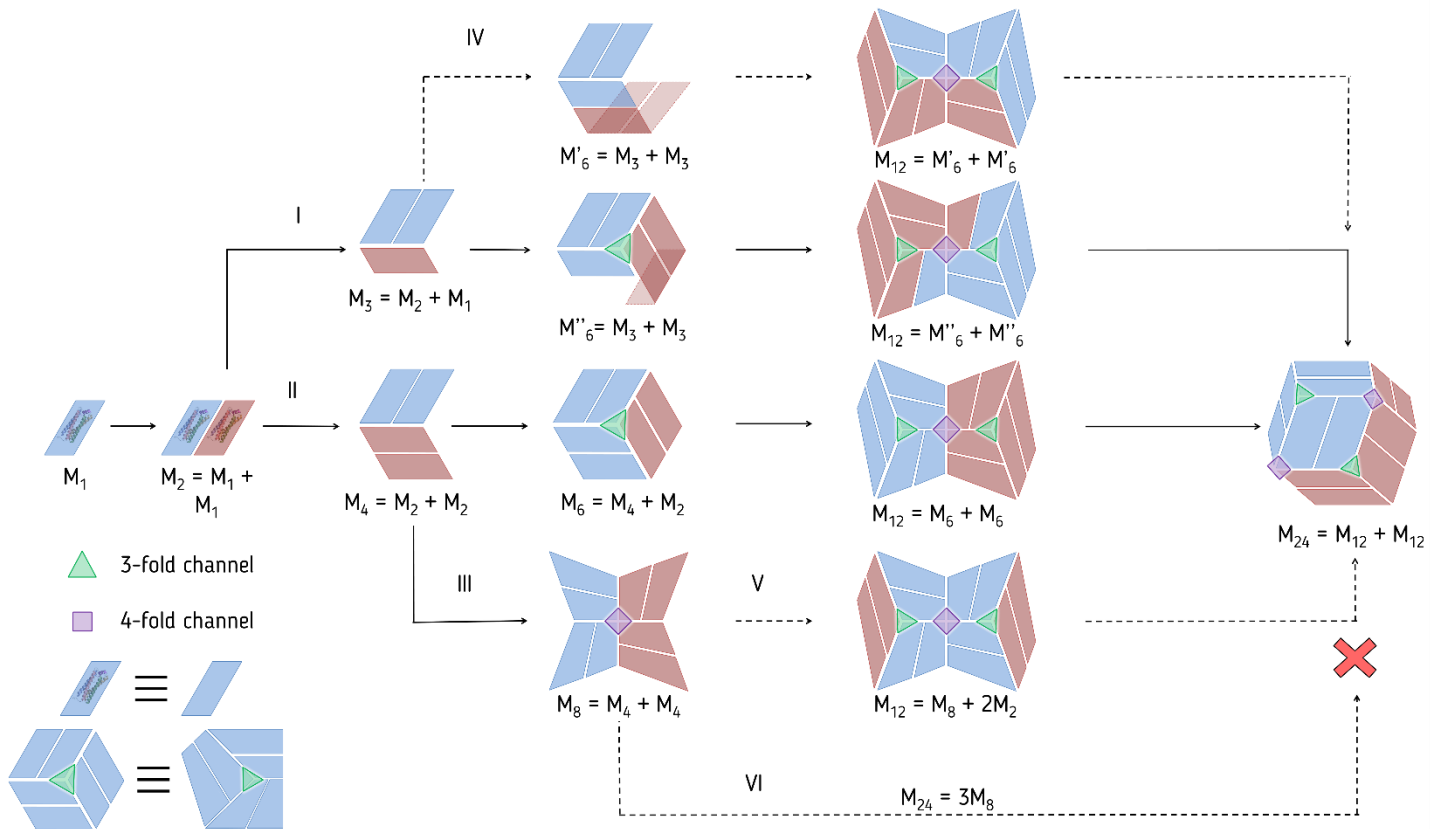 IV
M'₆ = M₃ + M₃
M₁₂ = M'₆ + M'₆
I
M₃ = M₂ + M₁
M''₆= M₃ + M₃
M₁₂ = M''₆ + M''₆
II
M₁
M₂ = M₁ +
M₁
M₄ = M₂ + M₂
M₆ = M₄ + M₂
M₁₂ = M₆ + M₆
M₂₄ = M₁₂ + M₁₂
3-fold channel
4-fold channel
III
V
M₈ = M₄ + M₄
M₁₂ = M₈ + 2M₂
VI
M₂₄ = 3M₈